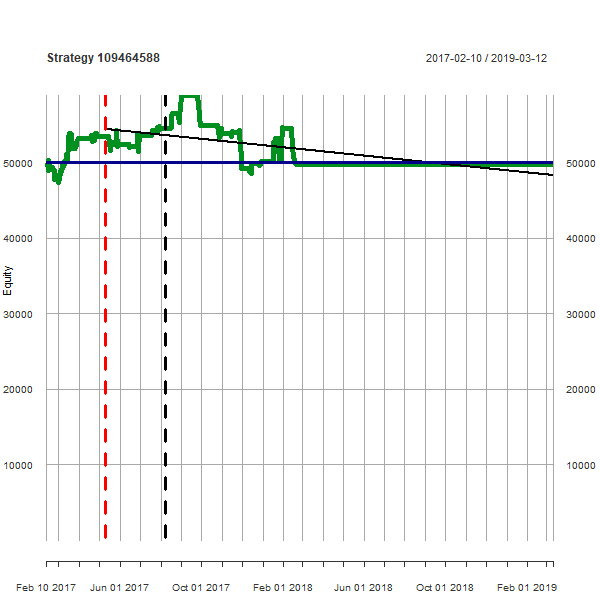 Strategy 109464588
2017-02-10 / 2019-03-12
50000
50000
40000
40000
Equity
30000
30000
20000
20000
10000
10000
Feb 10 2017
Jun 01 2017
Oct 01 2017
Feb 01 2018
Jun 01 2018
Oct 01 2018
Feb 01 2019